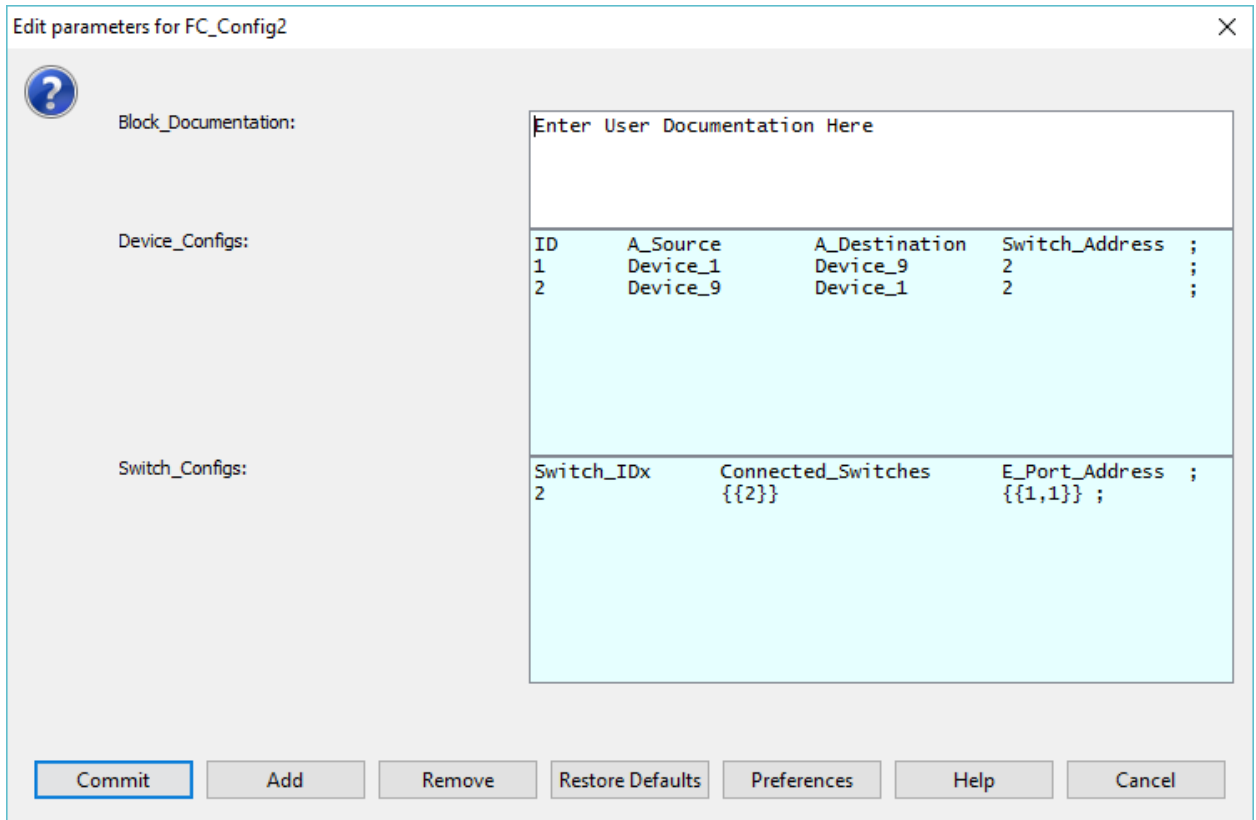 Edit parameters for FC_Config2
Block_Documentation:
Enter User Documentation Here
Device_Configs:
ID A_Source A_Destination Switch_Address ;
1 Device_1 Device_9 2 ;
2 Device_9 Device_1 2 ;
Switch_Configs:
Switch_IDx Connected_Switches E_Port_Address ;
2 {{2}} {{1,1}} ;
Commit Add Remove Restore Defaults Preferences Help Cancel